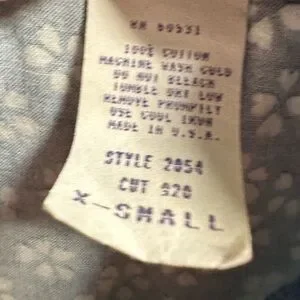 RN 60531
100% COTTON
MACHINE WASH COLD
DO NOT BLEACH
TUMBLE DRY LOW
REMOVE PROMPTLY
USE COOL IRON
MADE IN U.S.A.
STYLE 2054
CUT 920
X-SMALL